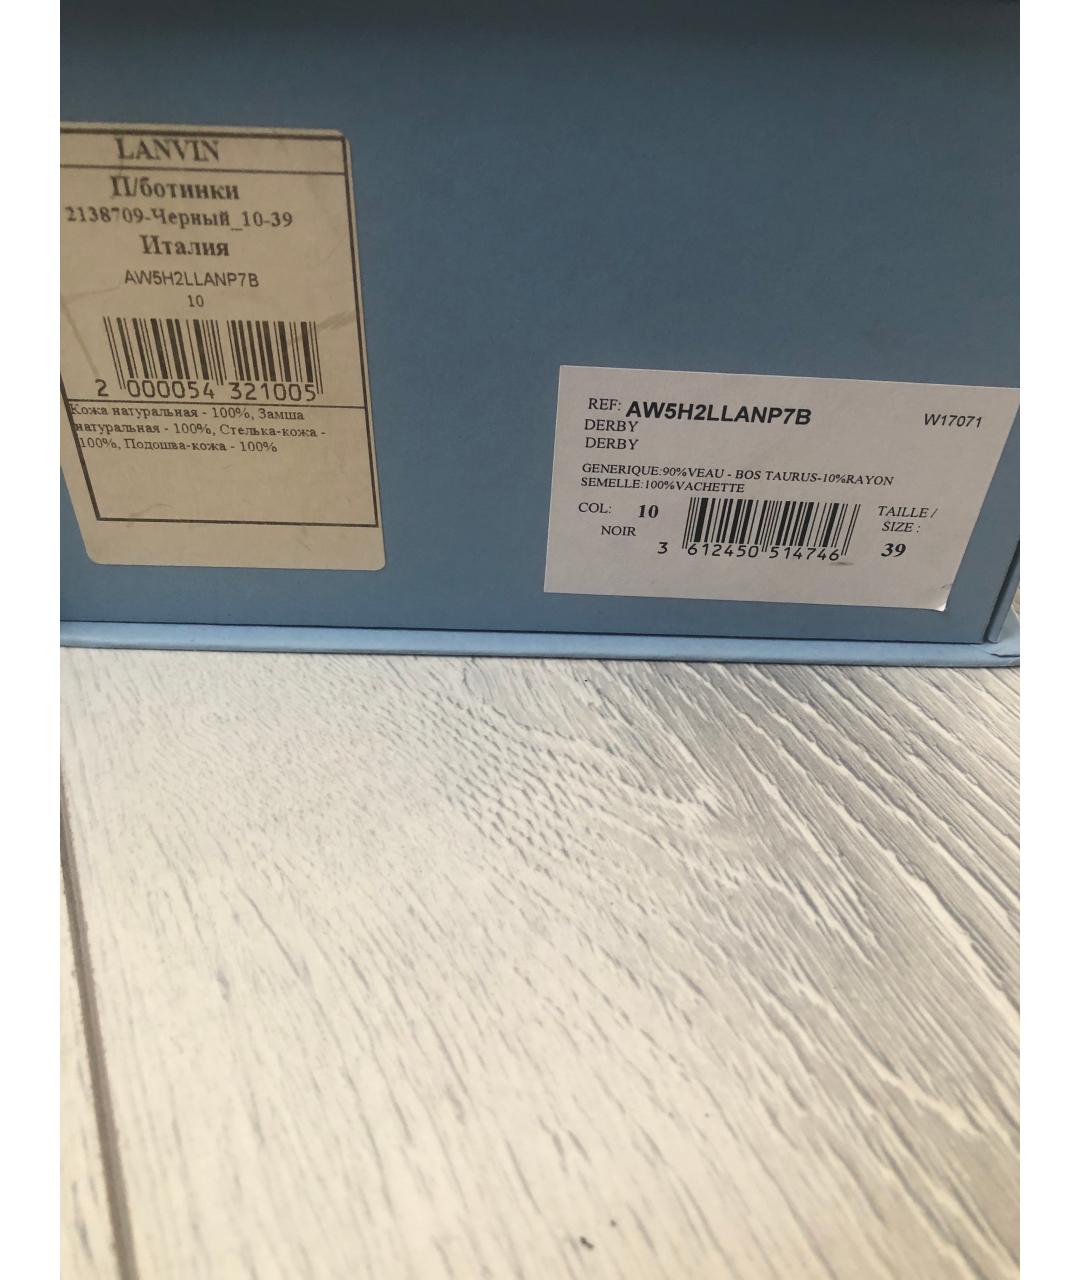 LANVIN
П/ботинки
2138709-Черный_10-39
Италия
AW5H2LLANP7B
10
2 000054 321005
Кожа натуральная - 100%, Замша
натуральная - 100%, Стелька-кожа -
100%, Подошва-кожа - 100%
REF: AW5H2LLANP7B W17071
DERBY
DERBY
GENERIQUE:90%VEAU - BOS TAURUS-10%RAYON
SEMELLE:100%VACHETTE
COL: 10 TAILLE /
NOIR SIZE :
3 612450 514746 39